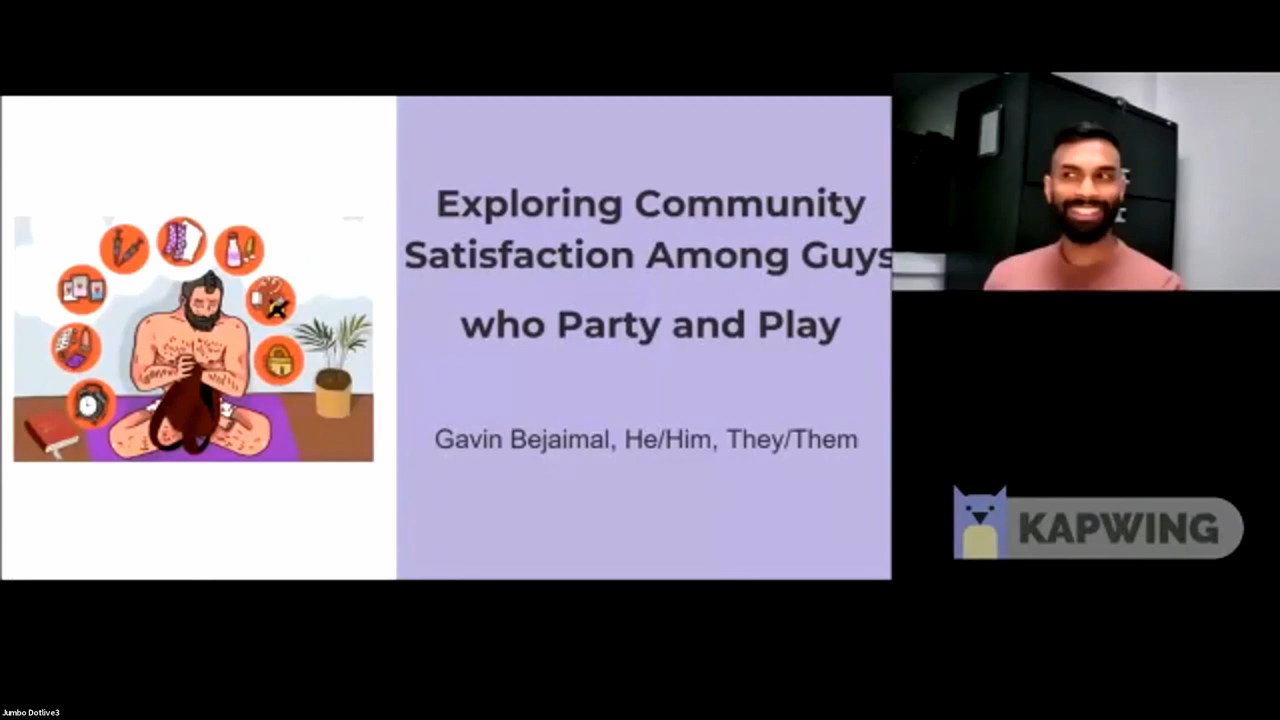 Exploring Community
Satisfaction Among Guys
who Party and Play
Gavin Bejaimal, He/Him, They/Them
KAPWING
Jumbo Dotlive3